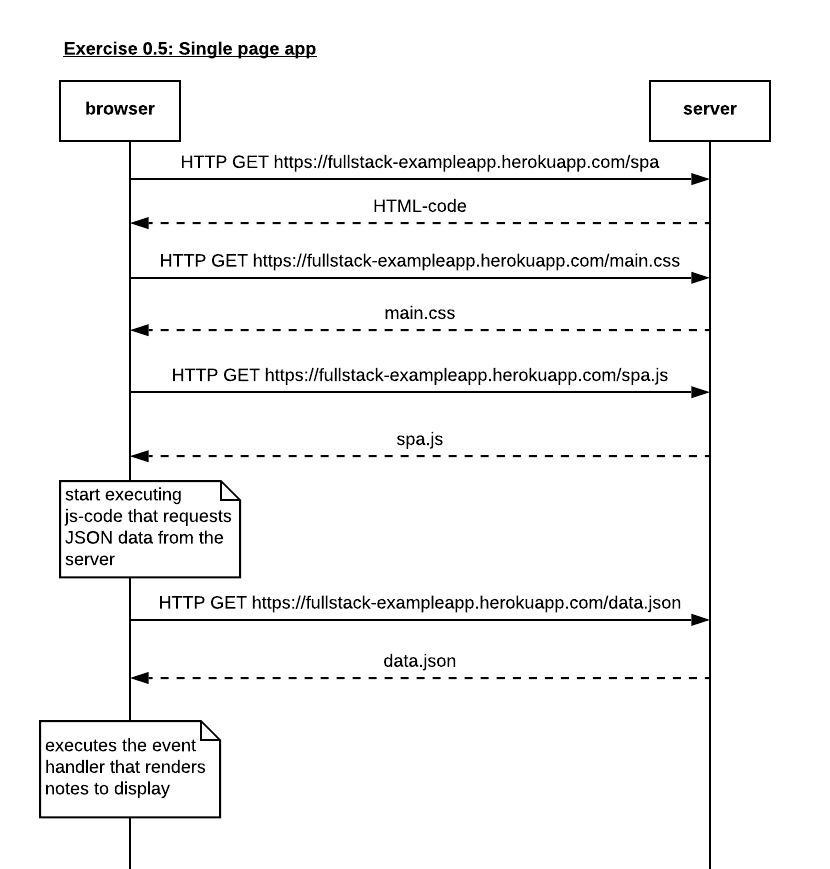 Exercise 0.5: Single page app
browser
server
HTTP GET https://fullstack-exampleapp.herokuapp.com/spa
HTML-code
HTTP GET https://fullstack-exampleapp.herokuapp.com/main.css
main.css
HTTP GET https://fullstack-exampleapp.herokuapp.com/spa.js
spa.js
start executing
js-code that requests
JSON data from the
server
HTTP GET https://fullstack-exampleapp.herokuapp.com/data.json
data.json
executes the event
handler that renders
notes to display